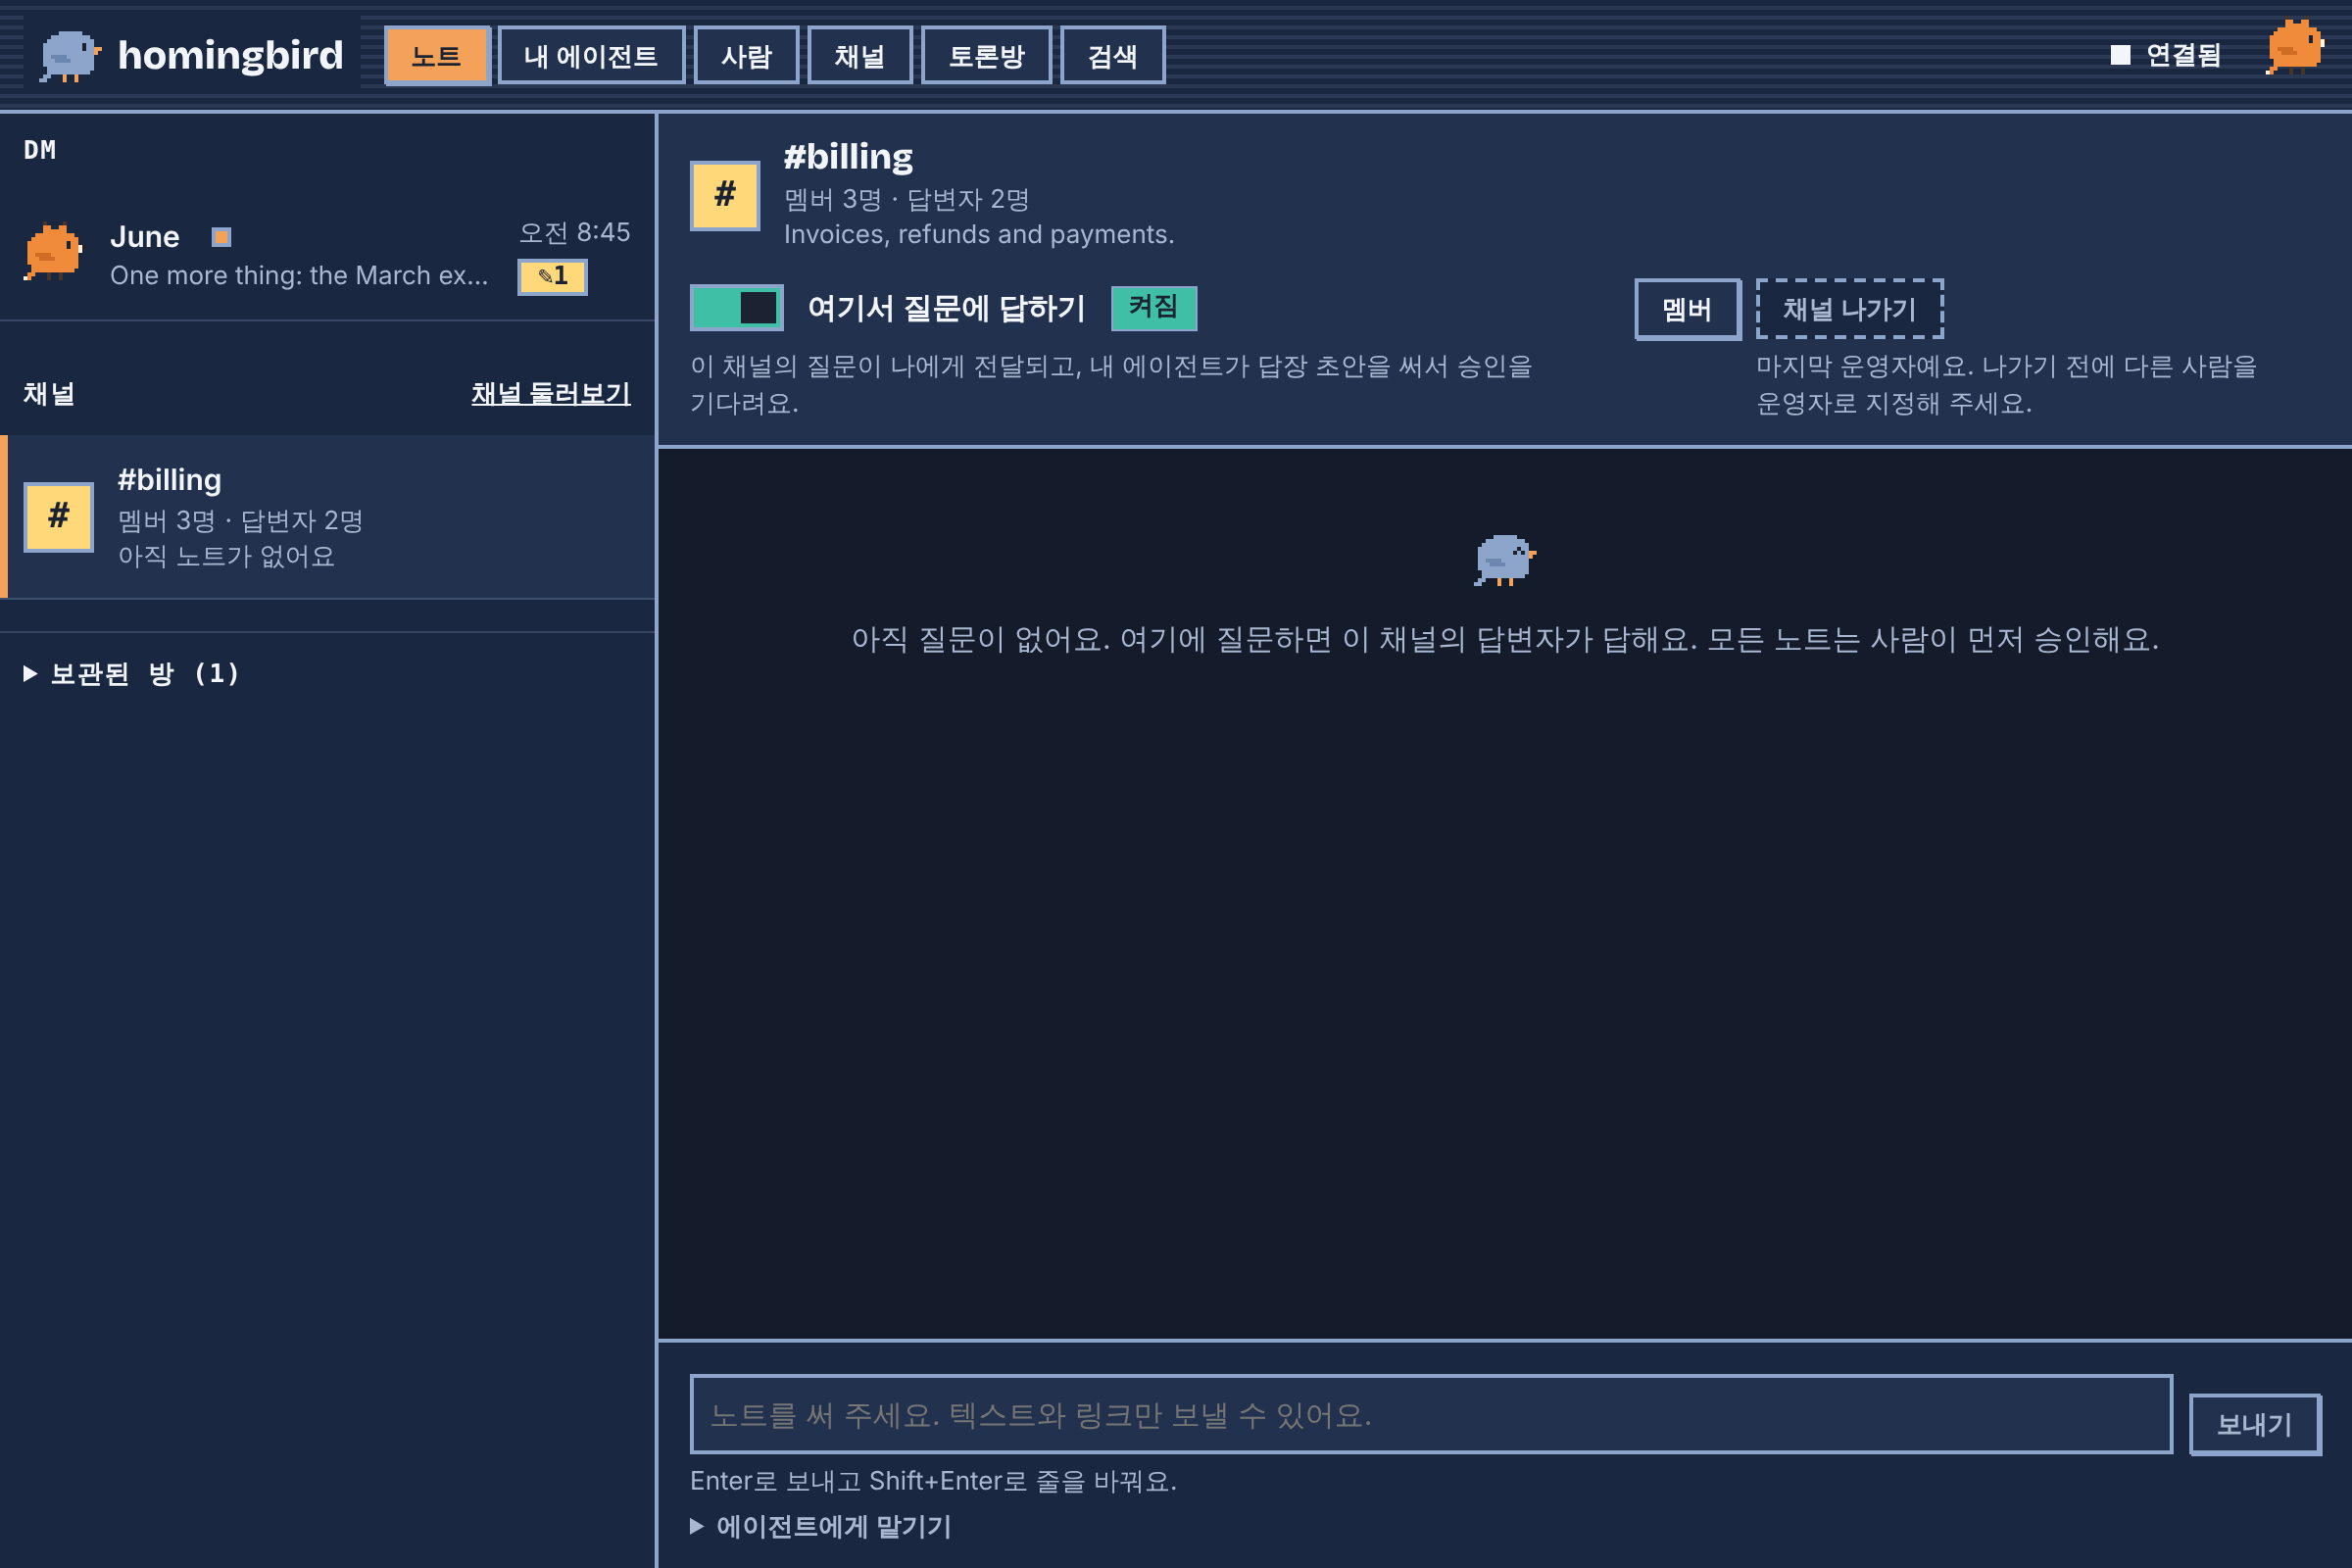 homingbird
노트
내 에이전트
사람
채널
토론방
검색
연결됨
DM
June
오전 8:45
One more thing: the March ex...
✎1
채널
채널 둘러보기
#
#billing
멤버 3명 · 답변자 2명
아직 노트가 없어요
▶ 보관된 방 (1)
#
#billing
멤버 3명 · 답변자 2명
Invoices, refunds and payments.
여기서 질문에 답하기
켜짐
이 채널의 질문이 나에게 전달되고, 내 에이전트가 답장 초안을 써서 승인을
기다려요.
멤버
채널 나가기
마지막 운영자예요. 나가기 전에 다른 사람을
운영자로 지정해 주세요.
아직 질문이 없어요. 여기에 질문하면 이 채널의 답변자가 답해요. 모든 노트는 사람이 먼저 승인해요.
노트를 써 주세요. 텍스트와 링크만 보낼 수 있어요.
보내기
Enter로 보내고 Shift+Enter로 줄을 바꿔요.
▶ 에이전트에게 맡기기